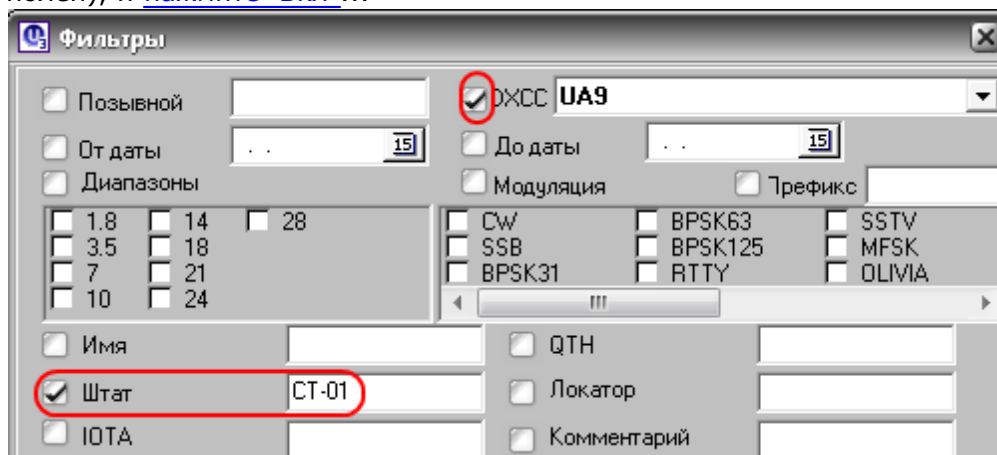 Фильтры
Позывной DXCC UA9
От даты . . 15 До даты . . 15
Диапазоны Модуляция Префикс
1.8 14 28 CW BPSK63 SSTV
3.5 18 SSB BPSK125 MFSK
7 21 BPSK31 RTTY OLIVIA
10 24
Имя QTH
Штат СТ-01 Локатор
IOTA Комментарий